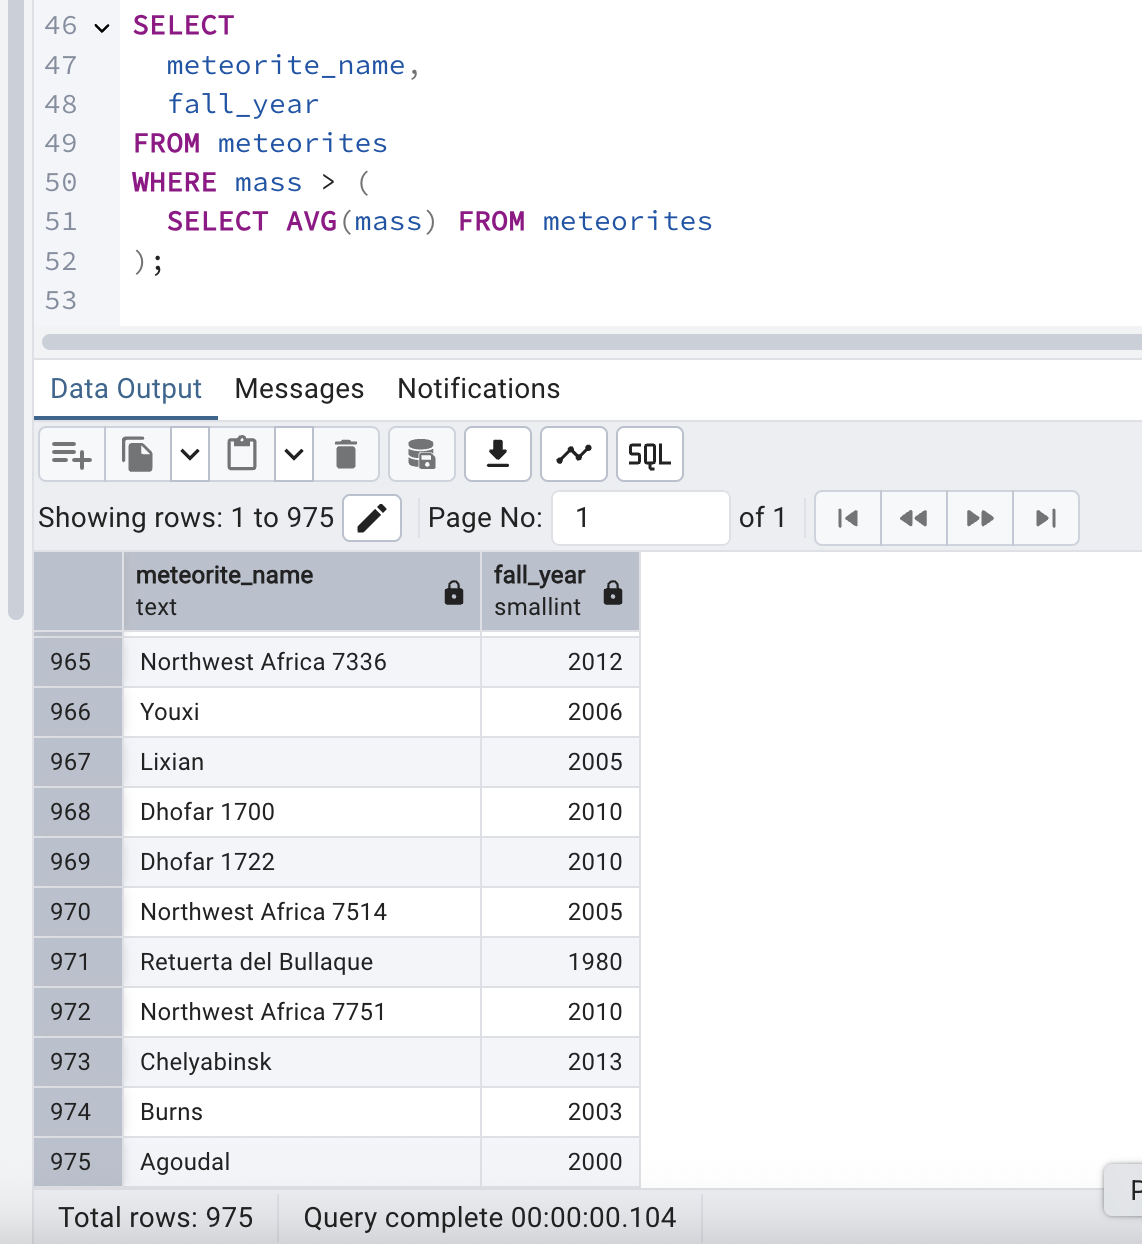 46 SELECT
47 meteorite_name,
48 fall_year
49 FROM meteorites
50 WHERE mass > (
51 SELECT AVG(mass) FROM meteorites
52 );
53
Data Output Messages Notifications
SQL
Showing rows: 1 to 975 Page No: 1 of 1
meteorite_name fall_year
text smallint
965 Northwest Africa 7336 2012
966 Youxi 2006
967 Lixian 2005
968 Dhofar 1700 2010
969 Dhofar 1722 2010
970 Northwest Africa 7514 2005
971 Retuerta del Bullaque 1980
972 Northwest Africa 7751 2010
973 Chelyabinsk 2013
974 Burns 2003
975 Agoudal 2000
Total rows: 975 Query complete 00:00:00.104